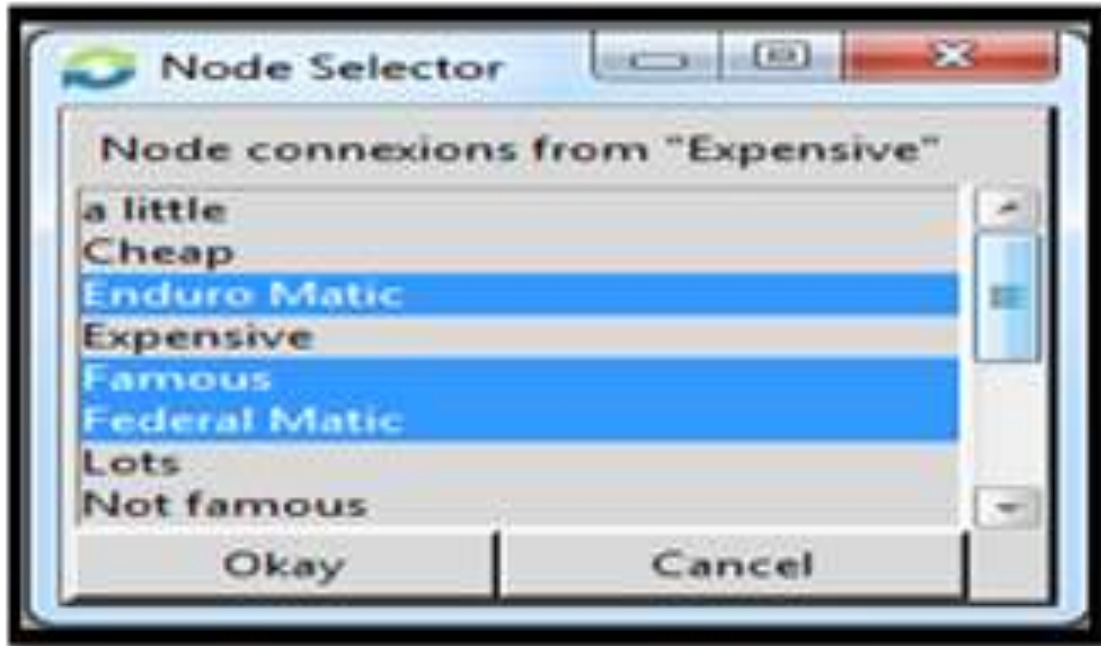 Node Selector
Node connexions from "Expensive"
a little
Cheap
Enduro Matic
Expensive
Famous
Federal Matic
Lots
Not famous
Okay Cancel